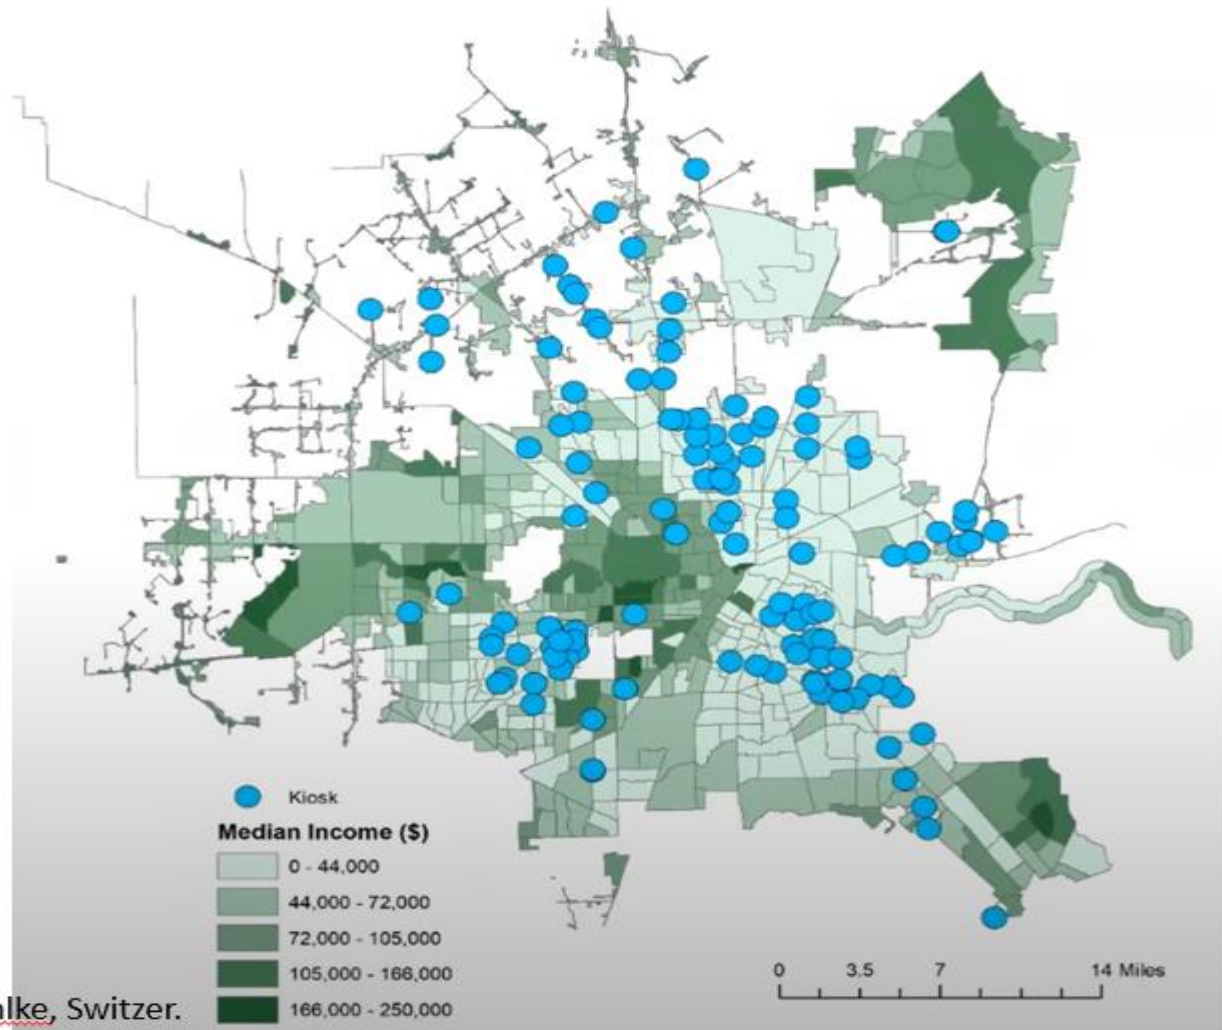 Kiosk
Median Income ($)
0 - 44,000
44,000 - 72,000
72,000 - 105,000
105,000 - 166,000
166,000 - 250,000
0 3.5 7 14 Miles
Switzer.